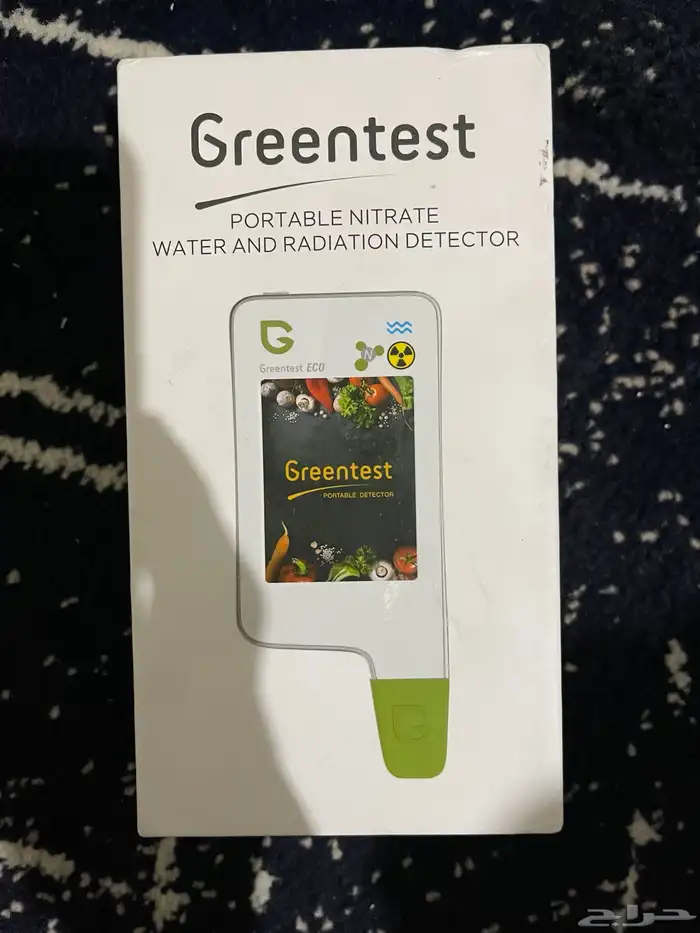 Greentest
PORTABLE NITRATE
WATER AND RADIATION DETECTOR
Greentest ECO
N
Greentest
PORTABLE DETECTOR
حراج